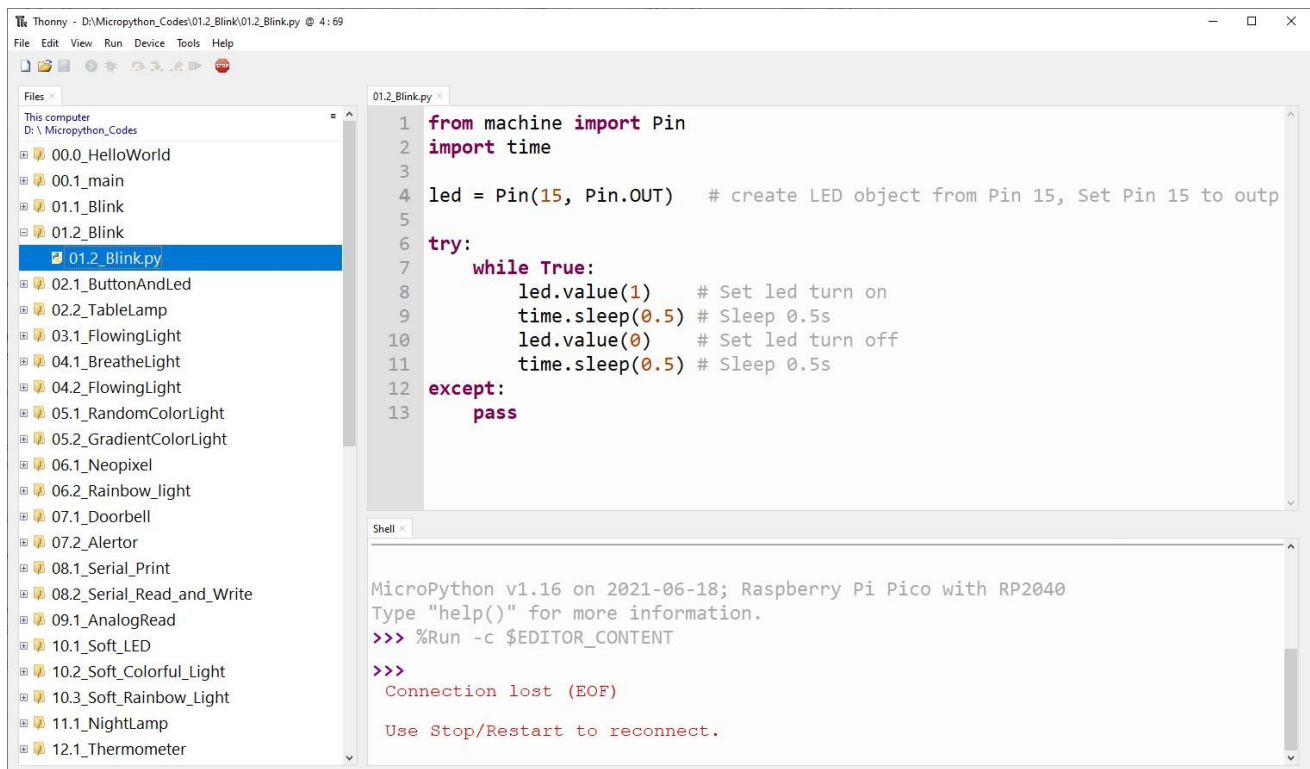 Thonny - D:\Micropython_Codes\01.2_Blink\01.2_Blink.py @ 4:69
File Edit View Run Device Tools Help
STOP
Files
This computer
D: \ Micropython_Codes
00.0_HelloWorld
00.1_main
01.1_Blink
01.2_Blink
01.2_Blink.py
02.1_ButtonAndLed
02.2_TableLamp
03.1_FlowingLight
04.1_BreatheLight
04.2_FlowingLight
05.1_RandomColorLight
05.2_GradientColorLight
06.1_Neopixel
06.2_Rainbow_light
07.1_Doorbell
07.2_Alertor
08.1_Serial_Print
08.2_Serial_Read_and_Write
09.1_AnalogRead
10.1_Soft_LED
10.2_Soft_Colorful_Light
10.3_Soft_Rainbow_Light
11.1_NightLamp
12.1_Thermometer
01.2_Blink.py
1 from machine import Pin
2 import time
3
4 led = Pin(15, Pin.OUT)   # create LED object from Pin 15, Set Pin 15 to outp
5
6 try:
7     while True:
8         led.value(1)    # Set led turn on
9         time.sleep(0.5) # Sleep 0.5s
10         led.value(0)    # Set led turn off
11         time.sleep(0.5) # Sleep 0.5s
12 except:
13     pass
Shell
MicroPython v1.16 on 2021-06-18; Raspberry Pi Pico with RP2040
Type "help()" for more information.
>>> %Run -c $EDITOR_CONTENT
>>>
Connection lost (EOF)
Use Stop/Restart to reconnect.